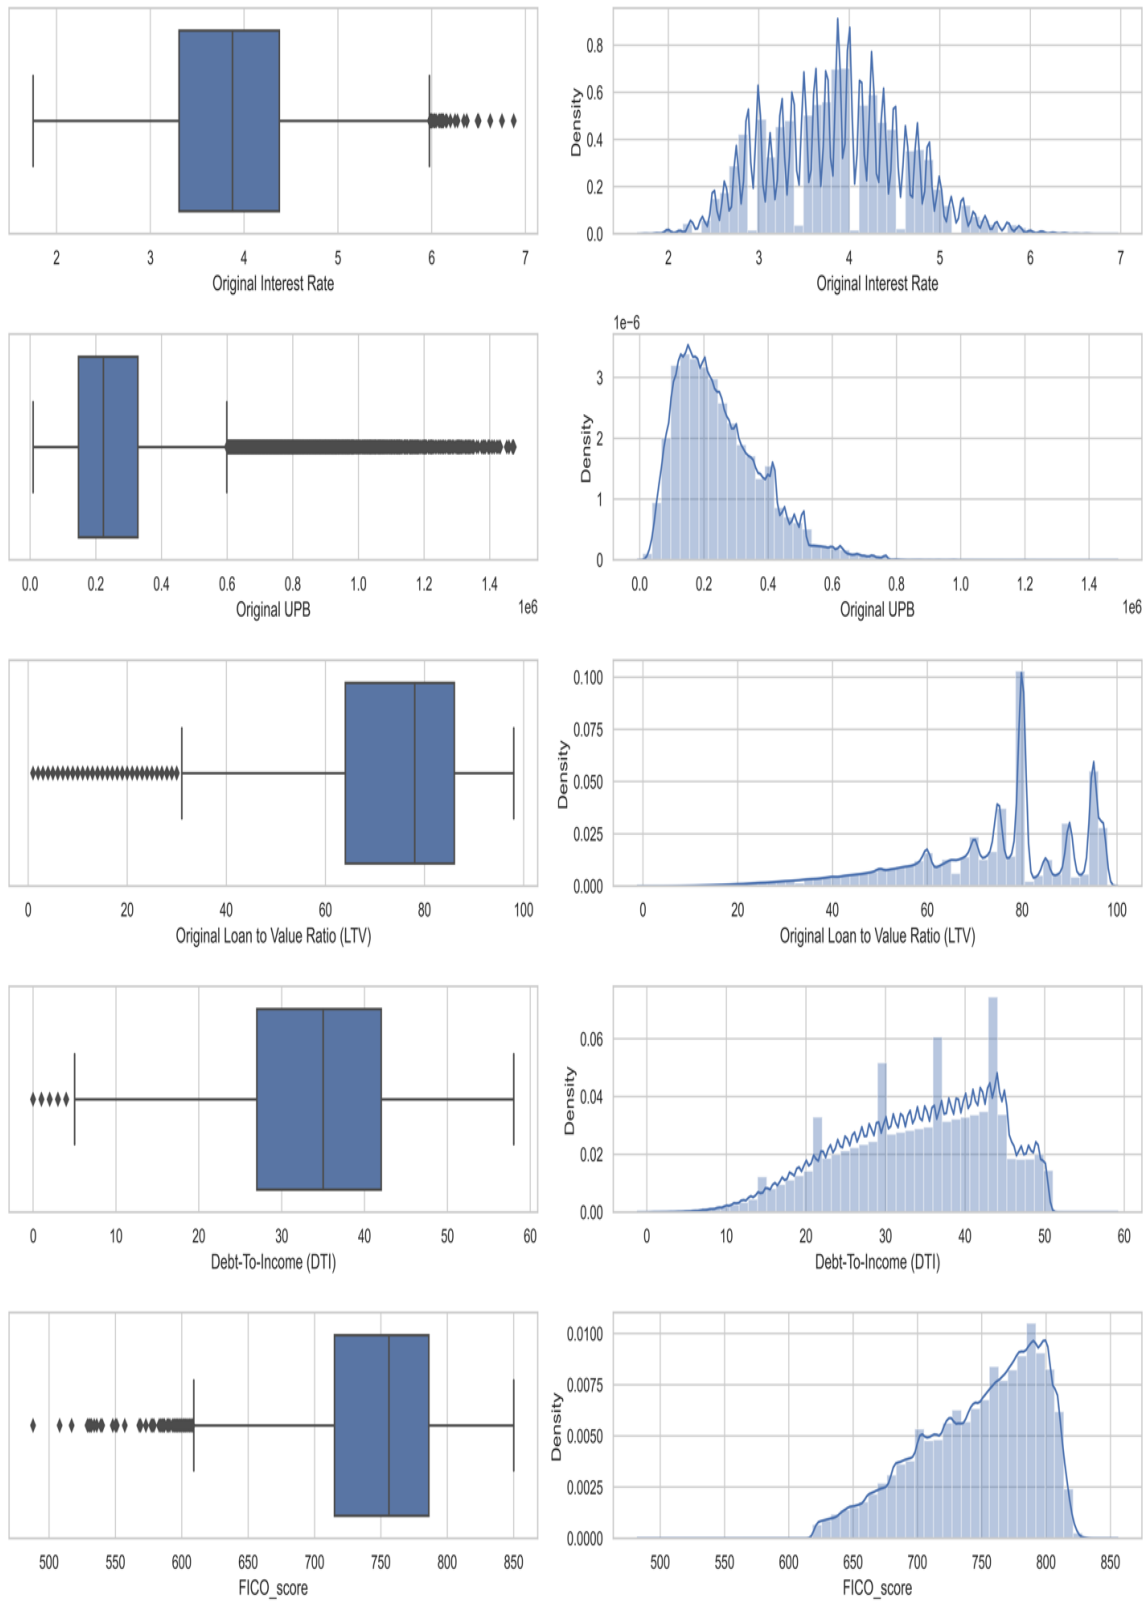 2 3 4 5 6 7
Original Interest Rate
Density
0.8
0.6
0.4
0.2
0.0
2 3 4 5 6 7
Original Interest Rate
0.0 0.2 0.4 0.6 0.8 1.0 1.2 1.4
Original UPB
1e6
1e−6
Density
3
2
1
0
0.0 0.2 0.4 0.6 0.8 1.0 1.2 1.4
Original UPB
1e6
0 20 40 60 80 100
Original Loan to Value Ratio (LTV)
Density
0.100
0.075
0.050
0.025
0.000
0 20 40 60 80 100
Original Loan to Value Ratio (LTV)
0 10 20 30 40 50 60
Debt-To-Income (DTI)
Density
0.06
0.04
0.02
0.00
0 10 20 30 40 50 60
Debt-To-Income (DTI)
500 550 600 650 700 750 800 850
FICO_score
Density
0.0100
0.0075
0.0050
0.0025
0.0000
500 550 600 650 700 750 800 850
FICO_score